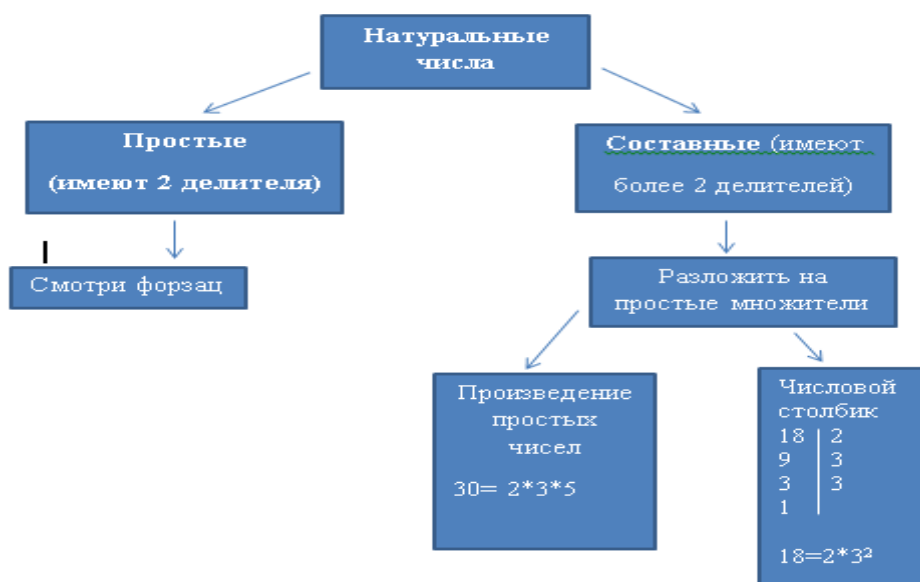 Натуральные
числа
Простые
(имеют 2 делителя)
Составные (имеют
более 2 делителей)
Смотри форзац
Разложить на
простые множители
Произведение
простых
чисел
30= 2*3*5
Числовой
столбик
18 | 2
9 | 3
3 | 3
1 |
18=2*3²